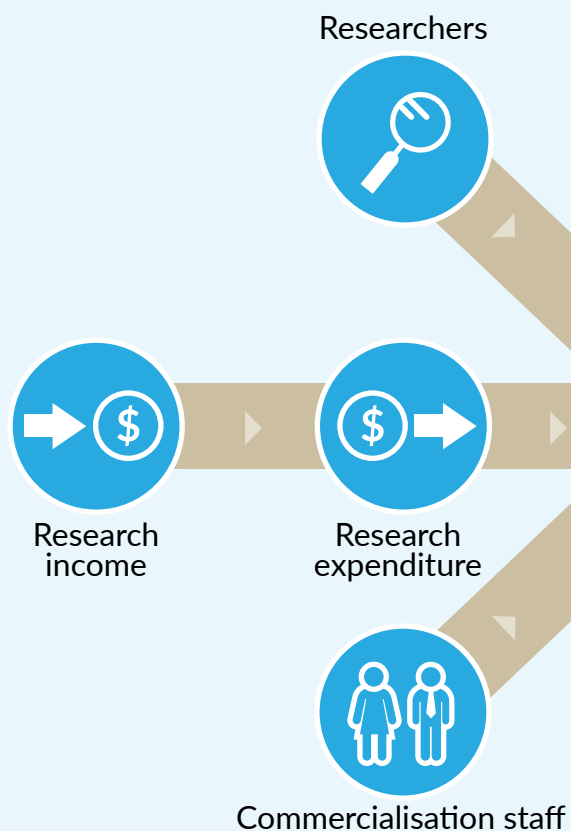 Researchers
$
$
Research
income
Research
expenditure
Commercialisation staff